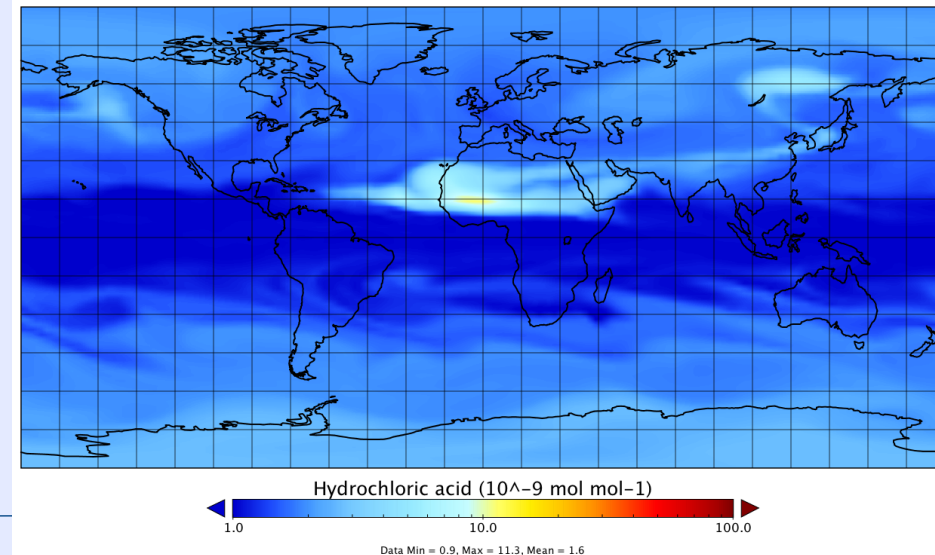 Hydrochloric acid (10^-9 mol mol-1)
1.0 10.0 100.0
Data Min = 0.9, Max = 11.3, Mean = 1.6